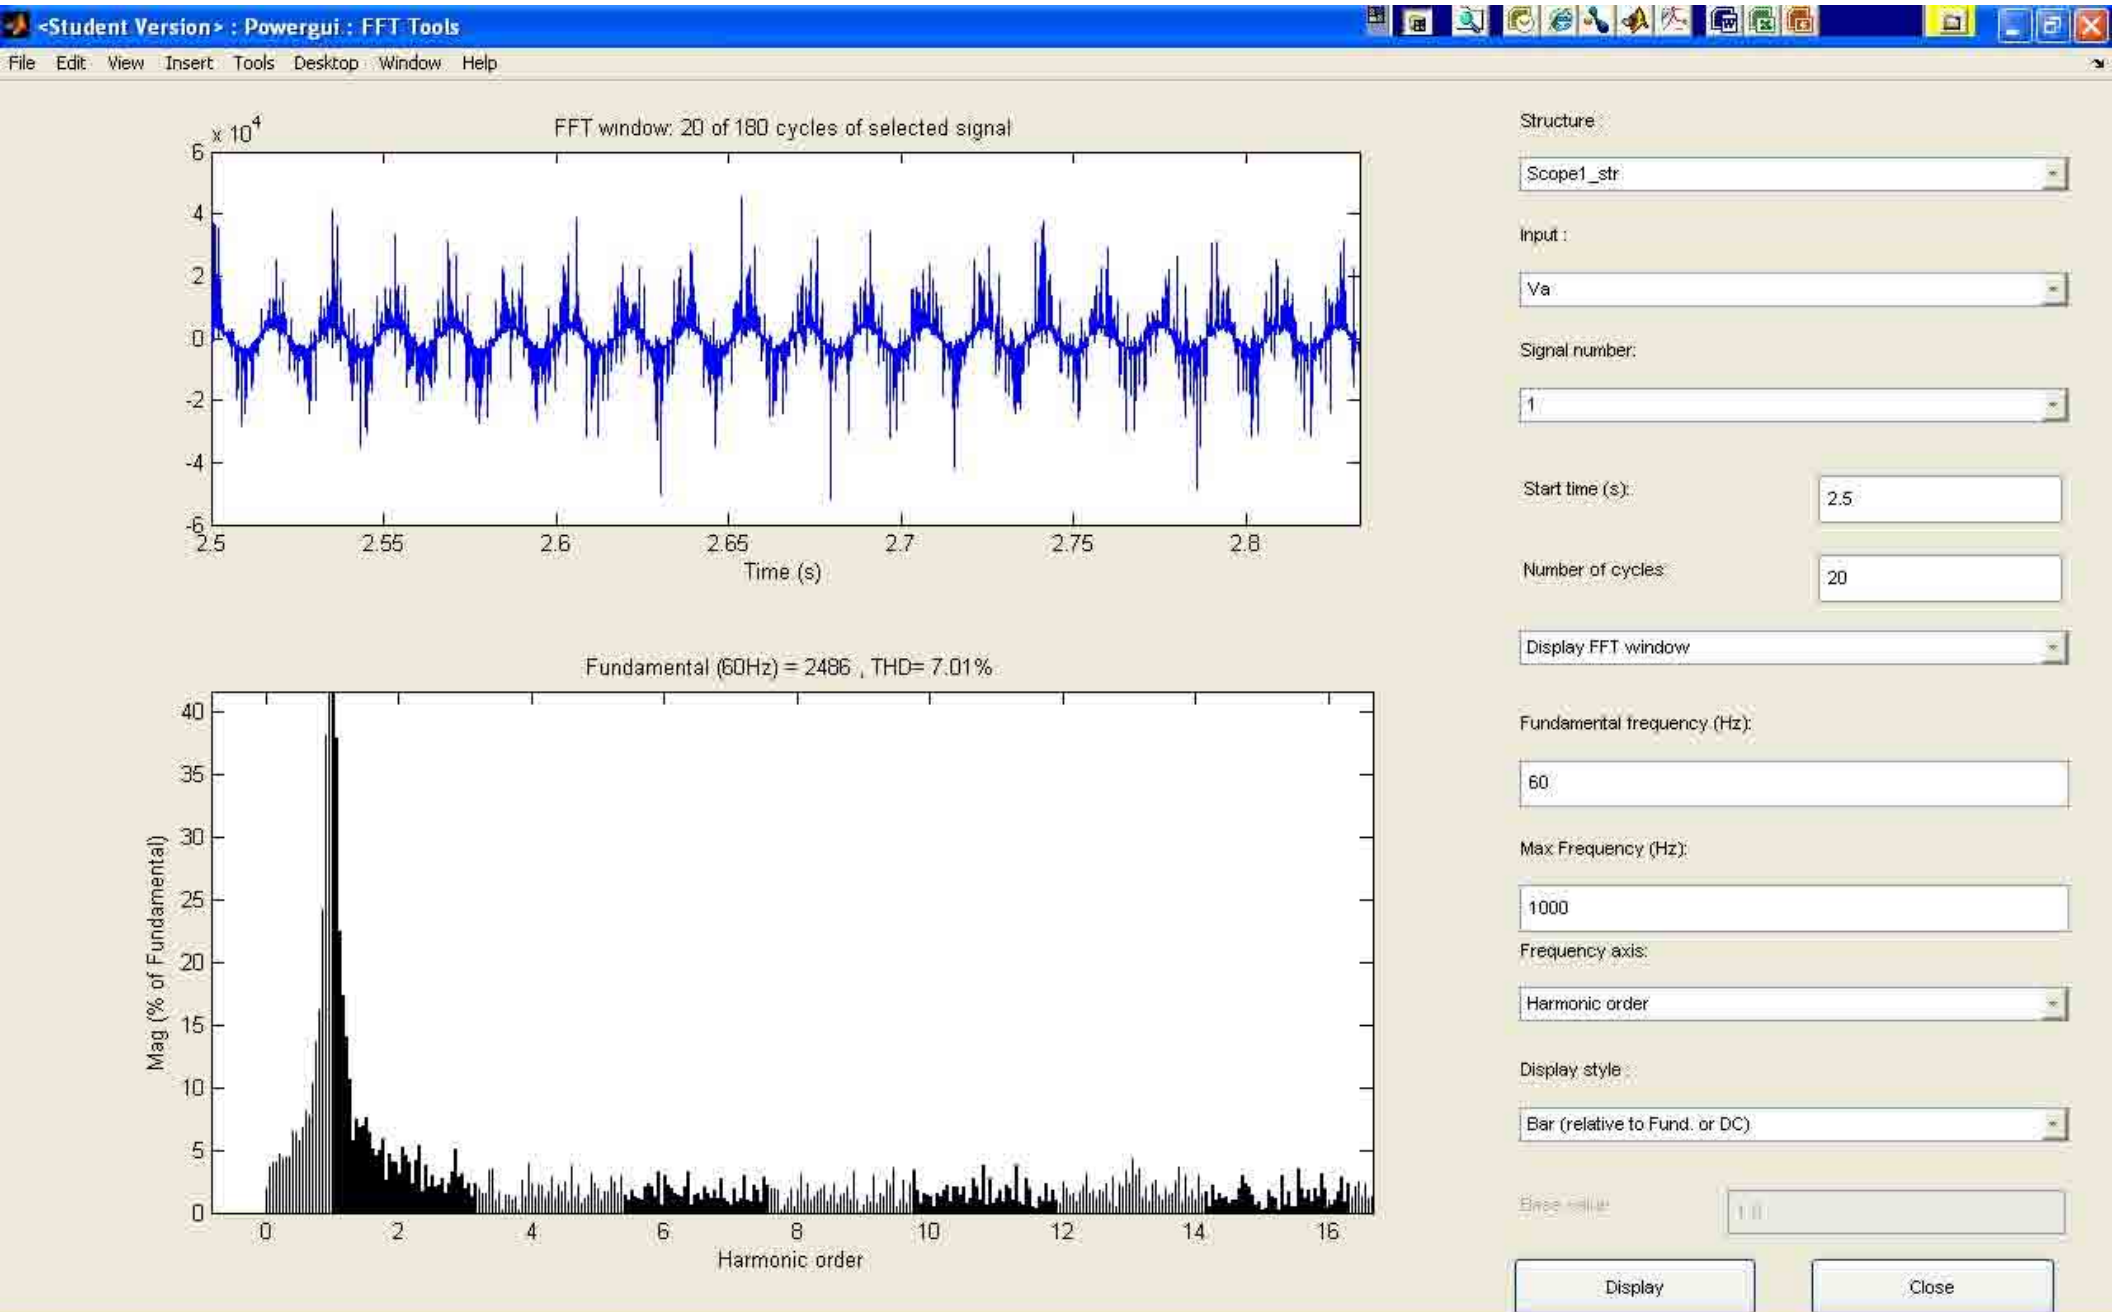 <Student Version> : Powergui : FFT Tools
File Edit View Insert Tools Desktop Window Help
x 10^4
FFT window: 20 of 180 cycles of selected signal
6
4
2
0
-2
-4
-6
2.5 2.55 2.6 2.65 2.7 2.75 2.8
Time (s)
Fundamental (60Hz) = 2486 , THD= 7.01%
40
35
30
25
20
15
10
5
0
Mag (% of Fundamental)
0 2 4 6 8 10 12 14 16
Harmonic order
Structure :
Scope1_str
Input :
Va
Signal number:
1
Start time (s):
2.5
Number of cycles:
20
Display FFT window
Fundamental frequency (Hz):
60
Max Frequency (Hz):
1000
Frequency axis:
Harmonic order
Display style :
Bar (relative to Fund. or DC)
Base value:
1.0
Display
Close